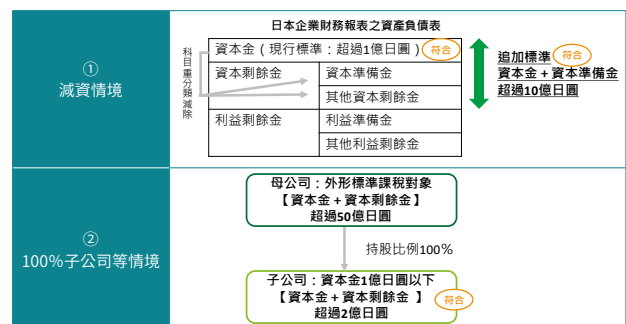 日本企業財務報表之資產負債表
①
減資情境
科目重分類減除
資本金（現行標準：超過1億日圓）
符合
資本剩餘金
資本準備金
其他資本剩餘金
利益剩餘金
利益準備金
其他利益剩餘金
追加標準
符合
資本金＋資本準備金
超過10億日圓
②
100%子公司等情境
母公司：外形標準課稅對象
【資本金＋資本剩餘金】
超過50億日圓
持股比例100%
子公司：資本金1億日圓以下
【資本金＋資本剩餘金 】
超過2億日圓
符合